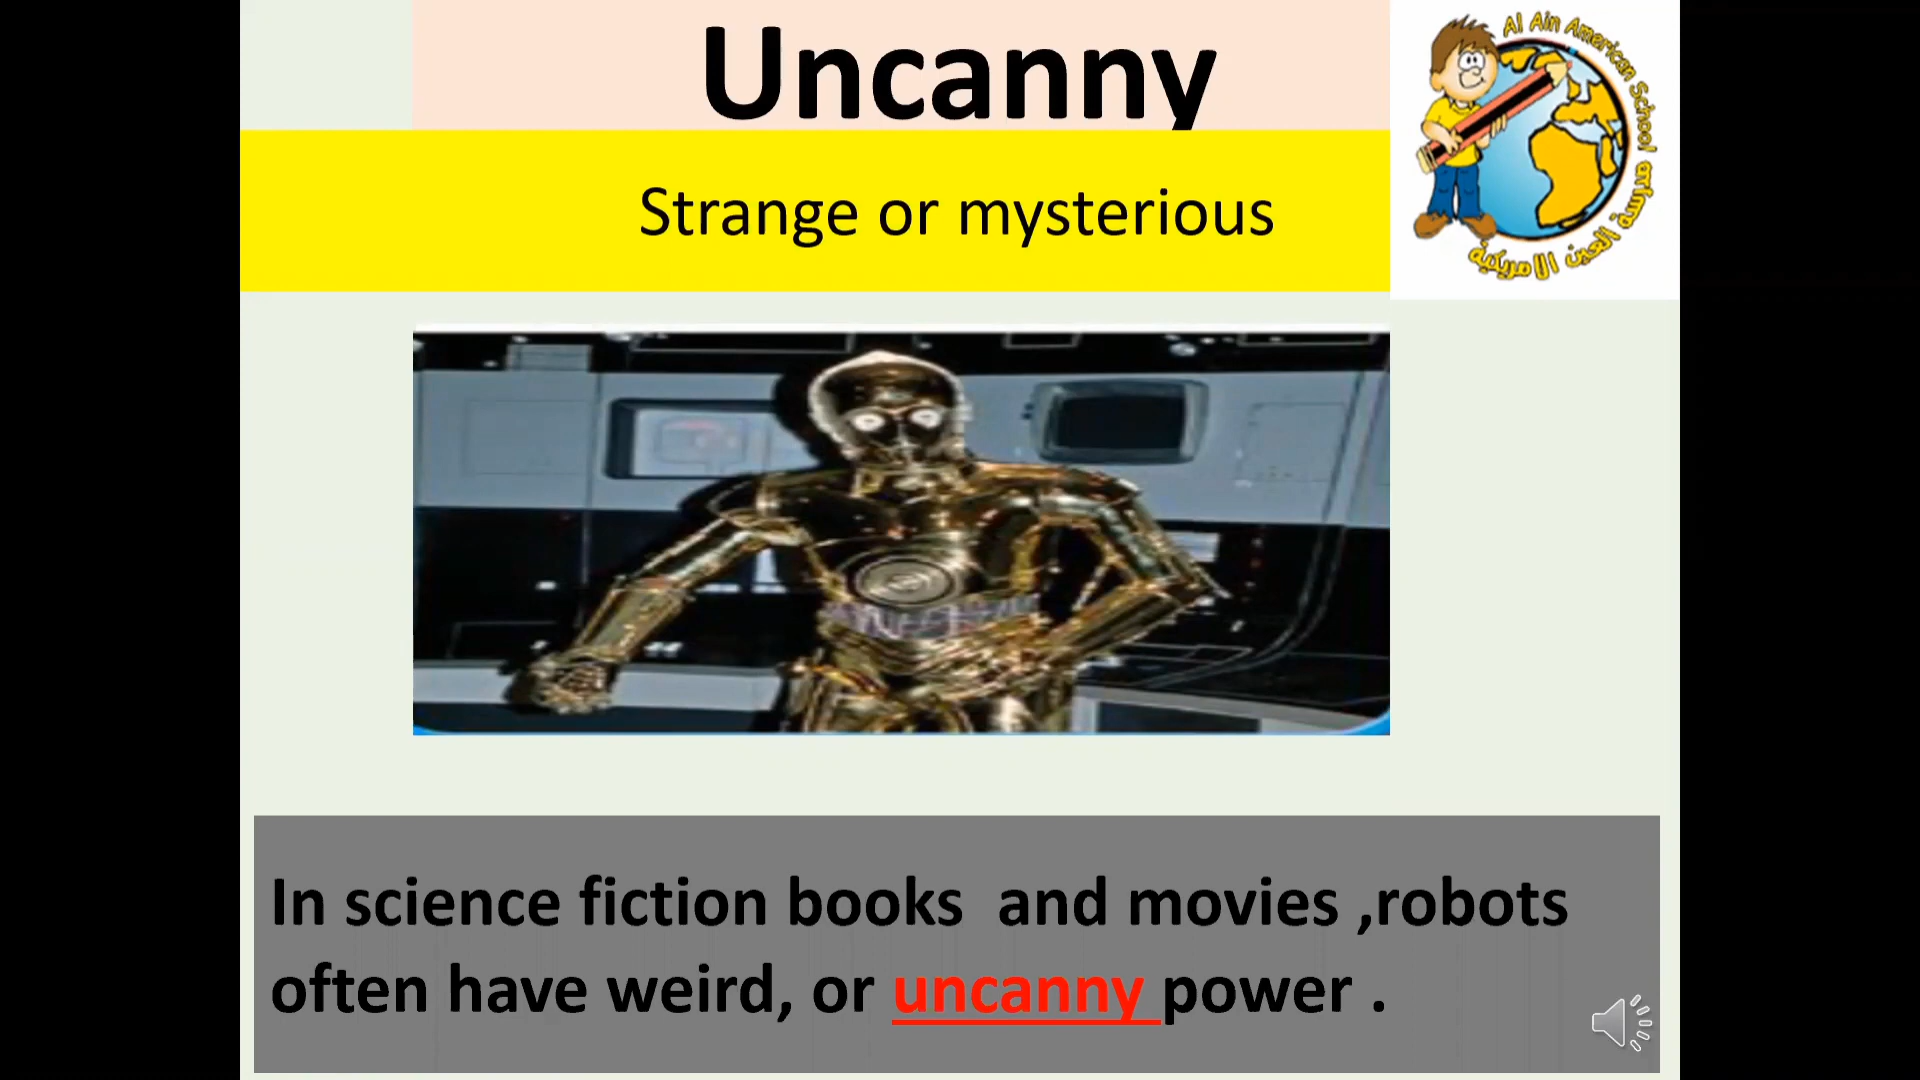 Uncanny
Al Ain American School
مدرسة العين الامريكية
Strange or mysterious
In science fiction books  and movies ,robots
often have weird, or uncanny power .